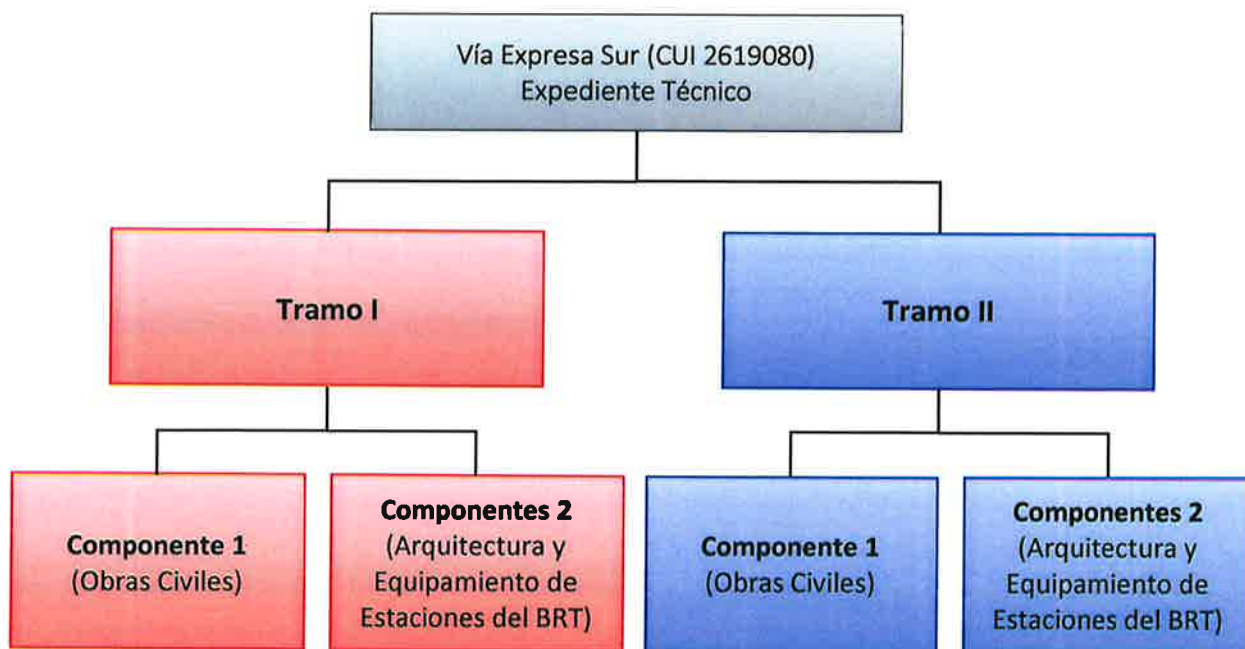 Vía Expresa Sur (CUI 2619080)
Expediente Técnico
Tramo I
Tramo II
Componente 1
(Obras Civiles)
Componentes 2
(Arquitectura y
Equipamiento de
Estaciones del BRT)
Componente 1
(Obras Civiles)
Componentes 2
(Arquitectura y
Equipamiento de
Estaciones del BRT)